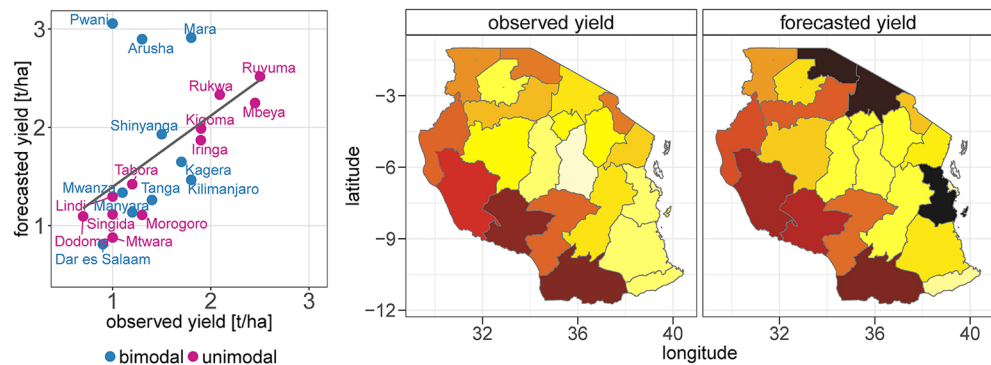 forecasted yield [t/ha]
3
2
1
Pwani
Mara
Arusha
Ruvuma
Rukwa
Mbeya
Shinyanga
Kigoma
Iringa
Tabora
Kagera
Mwanza
Tanga
Kilimanjaro
Lindi
Manyara
Singida
Morogoro
Dodoma
Mtwara
Dar es Salaam
1
2
3
observed yield [t/ha]
bimodal
unimodal
observed yield
forecasted yield
latitude
−3
−6
−9
−12
32
36
40
32
36
40
longitude